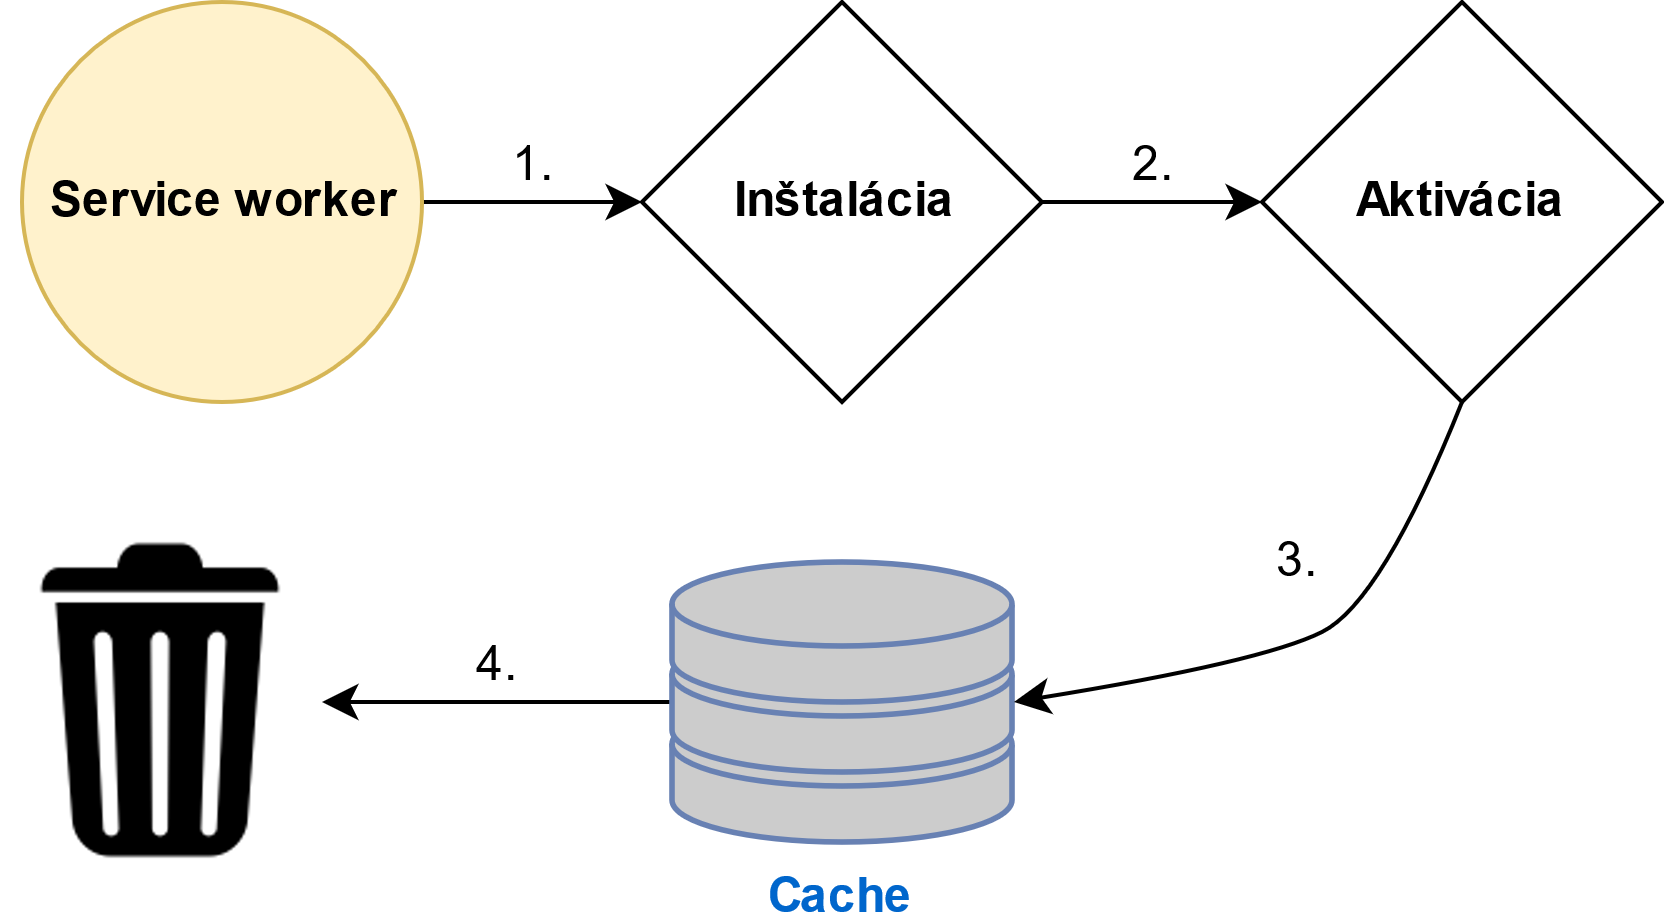 Service worker
1.
Inštalácia
2.
Aktivácia
3.
4.
Cache